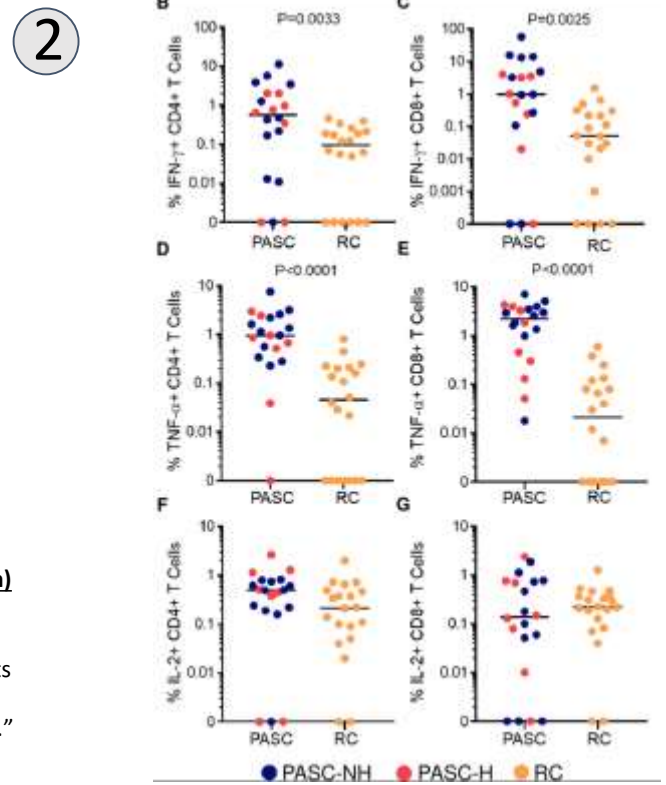 2
B
C
P=0.0033
P=0.0025
% IFN-γ+ CD4+ T Cells
100
10
1
0.1
0.01
0
PASC
RC
% IFN-γ+ CD8+ T Cells
100
10
1
0.1
0.01
0.001
0
PASC
RC
D
E
P<0.0001
P<0.0001
% TNF-α+ CD4+ T Cells
10
1
0.1
0.01
0
PASC
RC
% TNF-α+ CD8+ T Cells
10
1
0.1
0.01
0
PASC
RC
F
G
% IL-2+ CD4+ T Cells
10
1
0.1
0.01
0
PASC
RC
% IL-2+ CD8+ T Cells
10
1
0.1
0.01
0
PASC
RC
PASC-NH
PASC-H
RC
.”